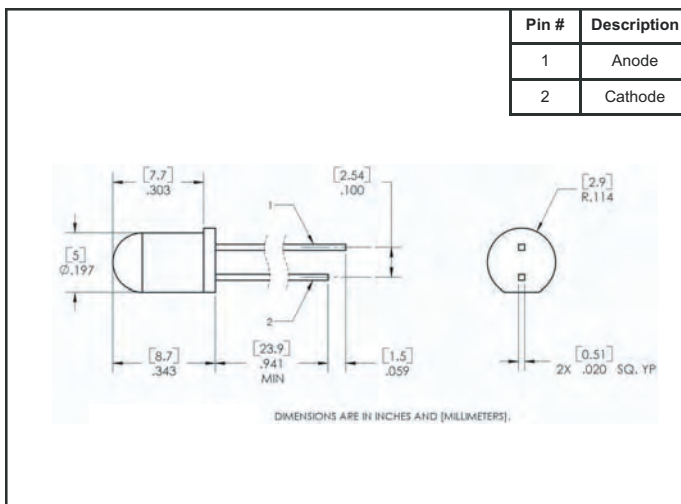 Pin # Description
1 Anode
2 Cathode
[7.7]
.303
[2.54]
.100
[2.9]
R.114
1
[5]
Ø.197
2
[8.7]
.343
[23.9]
.941
MIN
[1.5]
.059
[0.51]
2X .020 SQ. YP
DIMENSIONS ARE IN INCHES AND [MILLIMETERS].